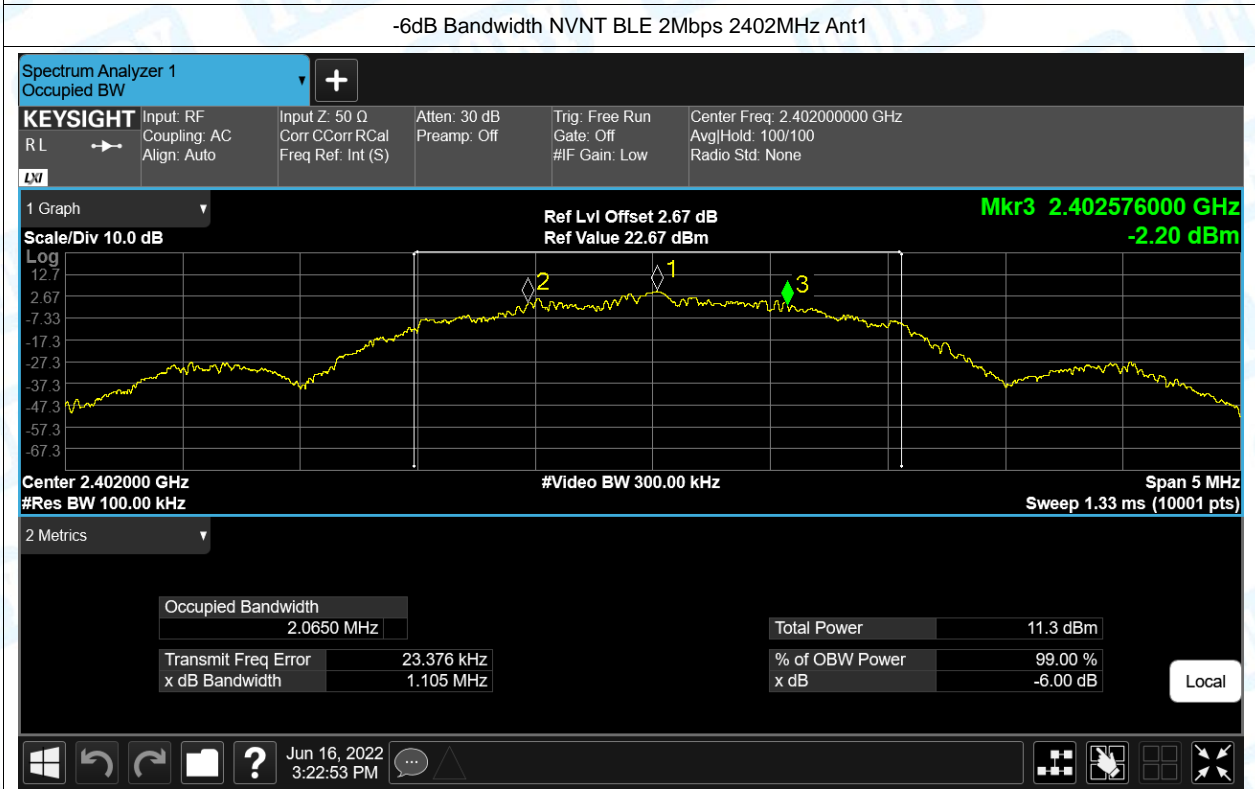 -6dB Bandwidth NVNT BLE 2Mbps 2402MHz Ant1
Spectrum Analyzer 1
Occupied BW
KEYSIGHT Input: RF Input Z: 50 Ω Atten: 30 dB Trig: Free Run Center Freq: 2.402000000 GHz
RL Coupling: AC Corr CCorr RCal Preamp: Off Gate: Off Avg|Hold: 100/100
Align: Auto Freq Ref: Int (S) #IF Gain: Low Radio Std: None
LXI
1 Graph Ref Lvl Offset 2.67 dB Mkr3 2.402576000 GHz
Scale/Div 10.0 dB Ref Value 22.67 dBm -2.20 dBm
Log
12.7
2.67
-7.33
-17.3
-27.3
-37.3
-47.3
-57.3
-67.3
2 1 3
Center 2.402000 GHz #Video BW 300.00 kHz Span 5 MHz
#Res BW 100.00 kHz Sweep 1.33 ms (10001 pts)
2 Metrics
Occupied Bandwidth
2.0650 MHz Total Power 11.3 dBm
Transmit Freq Error 23.376 kHz % of OBW Power 99.00 %
x dB Bandwidth 1.105 MHz x dB -6.00 dB
Local
Jun 16, 2022
3:22:53 PM